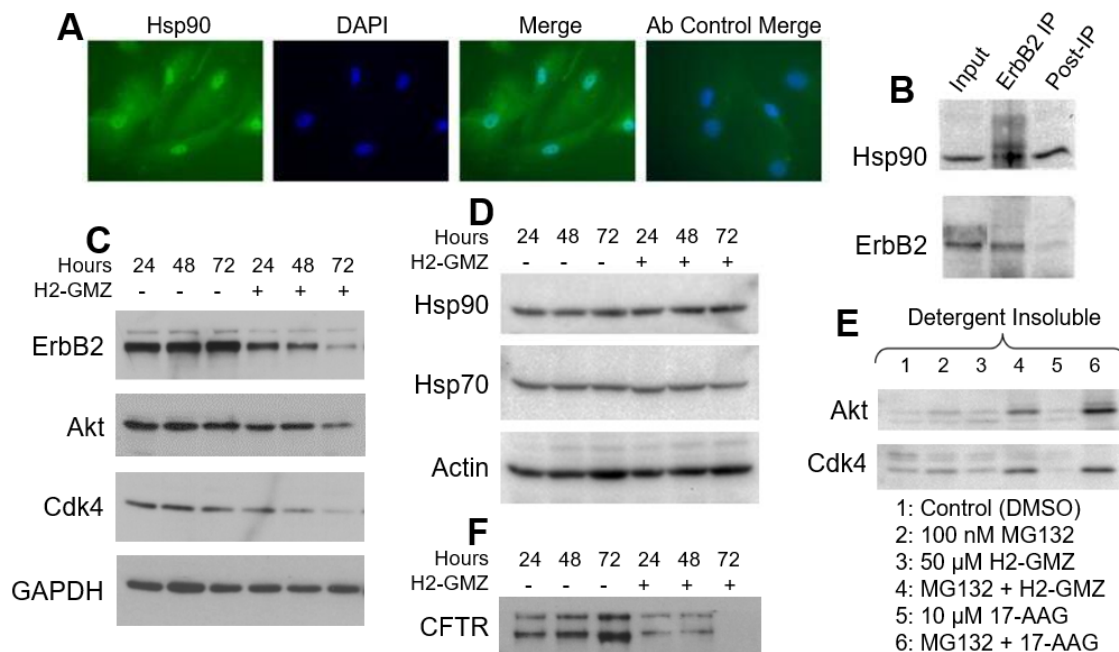 A
Hsp90 DAPI Merge Ab Control Merge
B
Input ErbB2 IP Post-IP
Hsp90
ErbB2
C
Hours 24 48 72 24 48 72
H2-GMZ - - - + + +
ErbB2
Akt
Cdk4
GAPDH
D
Hours 24 48 72 24 48 72
H2-GMZ - - - + + +
Hsp90
Hsp70
Actin
E
Detergent Insoluble
1 2 3 4 5 6
Akt
Cdk4
1: Control (DMSO)
2: 100 nM MG132
3: 50 µM H2-GMZ
4: MG132 + H2-GMZ
5: 10 µM 17-AAG
6: MG132 + 17-AAG
F
Hours 24 48 72 24 48 72
H2-GMZ - - - + + +
CFTR